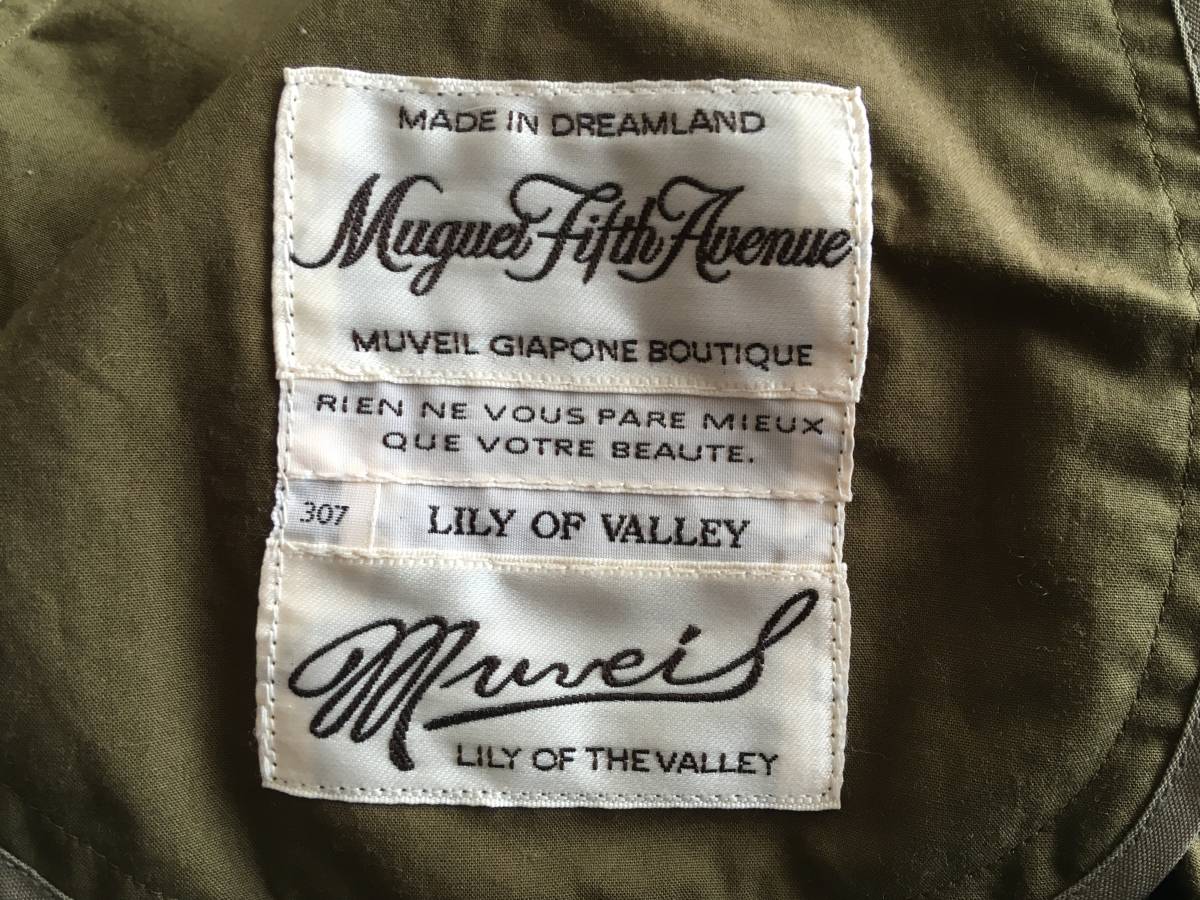 MADE IN DREAMLAND
Muguet Fifth Avenue
MUVEIL GIAPONE BOUTIQUE
RIEN NE VOUS PARE MIEUX
QUE VOTRE BEAUTE.
307 LILY OF VALLEY
Muveil
LILY OF THE VALLEY